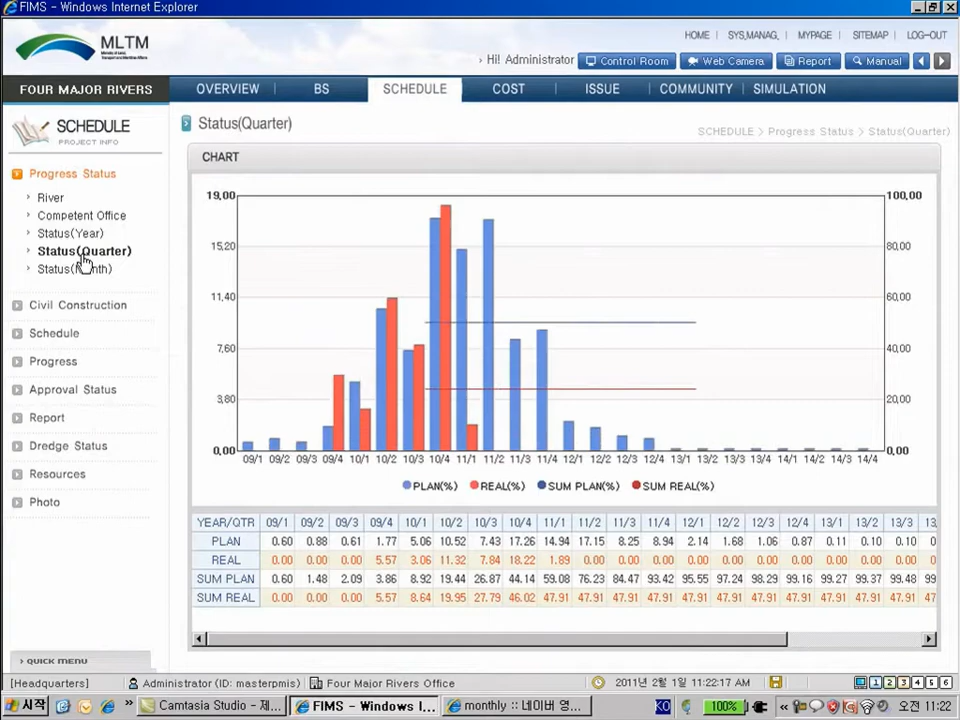 FIMS - Windows Internet Explorer
MLTM
HOME | SYS,MANAG, | MYPAGE | SITEMAP | LOG-OUT
› Hi! Administrator Control Room Web Camera Report Manual
FOUR MAJOR RIVERS OVERVIEW BS SCHEDULE COST ISSUE COMMUNITY SIMULATION
SCHEDULE
PROJECT INFO
Status(Quarter)
SCHEDULE > Progress Status > Status(Quarter)
Progress Status
River
Competent Office
Status(Year)
Status(Quarter)
Status(Month)
Civil Construction
Schedule
Progress
Approval Status
Report
Dredge Status
Resources
Photo
› QUICK MENU
CHART
19,00 100,00
15,20 80,00
11,40 60,00
7,60 40,00
3,80 20,00
0,00 0,00
09/1 09/2 09/3 09/4 10/1 10/2 10/3 10/4 11/1 11/2 11/3 11/4 12/1 12/2 12/3 12/4 13/1 13/2 13/3 13/4 14/1 14/2 14/3 14/4
PLAN(%) REAL(%) SUM PLAN(%) SUM REAL(%)
YEAR/QTR 09/1 09/2 09/3 09/4 10/1 10/2 10/3 10/4 11/1 11/2 11/3 11/4 12/1 12/2 12/3 12/4 13/1 13/2 13/3 13,
PLAN 0.60 0.88 0.61 1.77 5.06 10.52 7.43 17.26 14.94 17.15 8.25 8.94 2.14 1.68 1.06 0.87 0.11 0.10 0.10 0
REAL 0.00 0.00 0.00 5.57 3.06 11.32 7.84 18.22 1.89 0.00 0.00 0.00 0.00 0.00 0.00 0.00 0.00 0.00 0.00 0
SUM PLAN 0.60 1.48 2.09 3.86 8.92 19.44 26.87 44.14 59.08 76.23 84.47 93.42 95.55 97.24 98.29 99.16 99.27 99.37 99.48 99
SUM REAL 0.00 0.00 0.00 5.57 8.64 19.95 27.79 46.02 47.91 47.91 47.91 47.91 47.91 47.91 47.91 47.91 47.91 47.91 47.91 47
[Headquarters] Administrator (ID: masterpmis) Four Major Rivers Office 2011년 2월 1일 11:22:17 AM 1 2 3 4 5 6
시작 Camtasia Studio - 제... FIMS - Windows I... monthly :: 네이버 영... KO 100% 오전 11:22